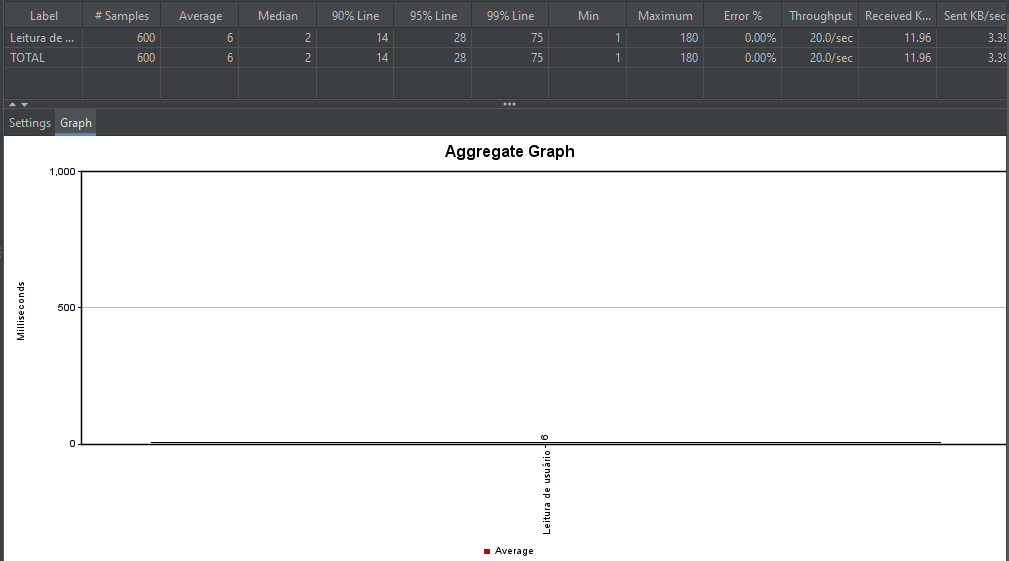 Label # Samples Average Median 90% Line 95% Line 99% Line Min Maximum Error % Throughput Received K... Sent KB/sec
Leitura de ... 600 6 2 14 28 75 1 180 0.00% 20.0/sec 11.96 3.39
TOTAL 600 6 2 14 28 75 1 180 0.00% 20.0/sec 11.96 3.39
Settings Graph
Aggregate Graph
1,000
Milliseconds
500
0
6
Leitura de usuário
Average